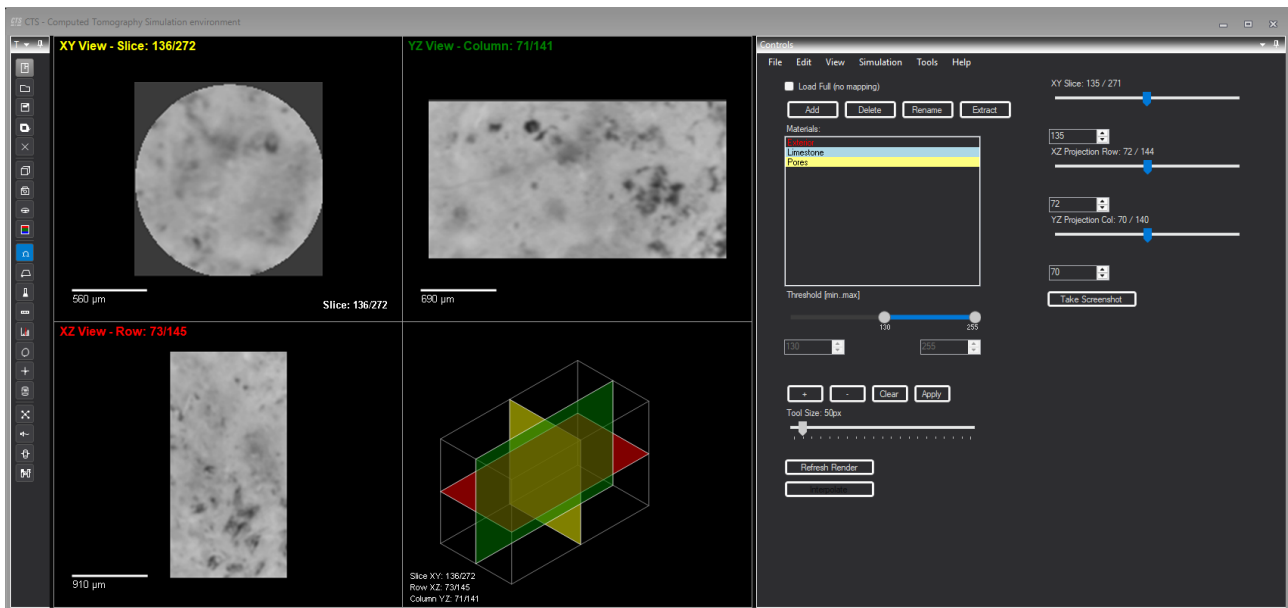 CTS - Computed Tomography Simulation environment
T
XY View - Slice: 136/272
560 µm
Slice: 136/272
YZ View - Column: 71/141
690 µm
XZ View - Row: 73/145
910 µm
Slice XY: 136/272
Row XZ: 73/145
Column YZ: 71/141
Controls
File Edit View Simulation Tools Help
Load Full (no mapping)
Add Delete Rename Extract
Materials:
Exterior
Limestone
Pores
Threshold [min..max]
130 255
130 255
+ - Clear Apply
Tool Size: 50px
Refresh Render
Interpolate
XY Slice: 135 / 271
135
XZ Projection Row: 72 / 144
72
YZ Projection Col: 70 / 140
70
Take Screenshot